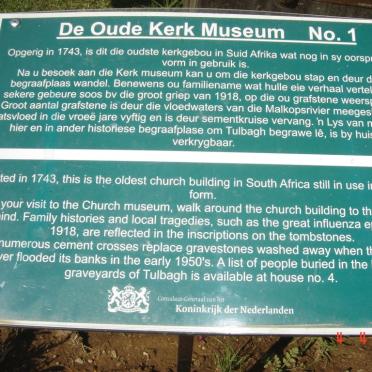 De Oude Kerk Museum No. 1
Opgerig in 1743, is dit die oudste kerkgebou in Suid Afrika wat nog in sy oorspr
vorm in gebruik is.
Na u besoek aan die Kerk museum kan u om die kerkgebou stap en deur d
begraafplaas wandel. Benewens ou familiename wat hulle eie verhaal vertel
sekere gebeure soos bv die groot griep van 1918, op die ou grafstene weersp
Groot aantal grafstene is deur die vloedwaters van die Malkopsrivier meeges
atsvloed in die vroeë jare vyftig en is deur sementkruise vervang. 'n Lys van m
hier en in ander historiese begraafplase om Tulbagh begrawe lê, is by huis
verkrygbaar.
ted in 1743, this is the oldest church building in South Africa still in use in
form.
your visit to the Church museum, walk around the church building to th
ind. Family histories and local tragedies, such as the great influenza e
1918, are reflected in the inscriptions on the tombstones.
numerous cement crosses replace gravestones washed away when th
ver flooded its banks in the early 1950's. A list of people buried in the
graveyards of Tulbagh is available at house no. 4.
Consulaat-Generaal van het
Koninkrijk der Nederlanden